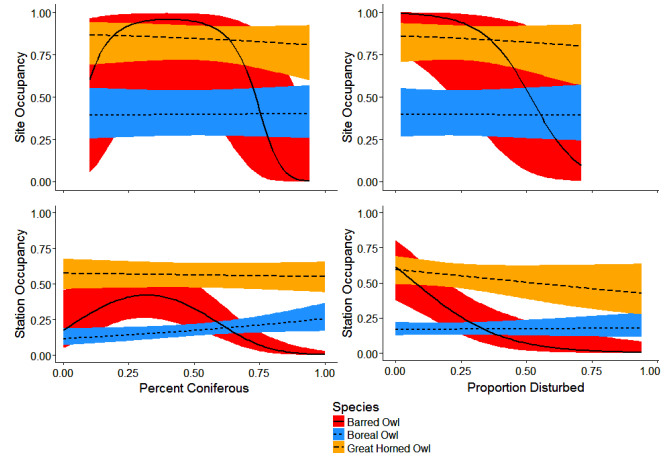 1.00
0.75
0.50
0.25
0.00
Site Occupancy
1.00
0.75
0.50
0.25
0.00
Site Occupancy
1.00
0.75
0.50
0.25
0.00
Station Occupancy
0.00 0.25 0.50 0.75 1.00
Percent Coniferous
1.00
0.75
0.50
0.25
0.00
Station Occupancy
0.00 0.25 0.50 0.75 1.00
Proportion Disturbed
Species
Barred Owl
Boreal Owl
Great Horned Owl